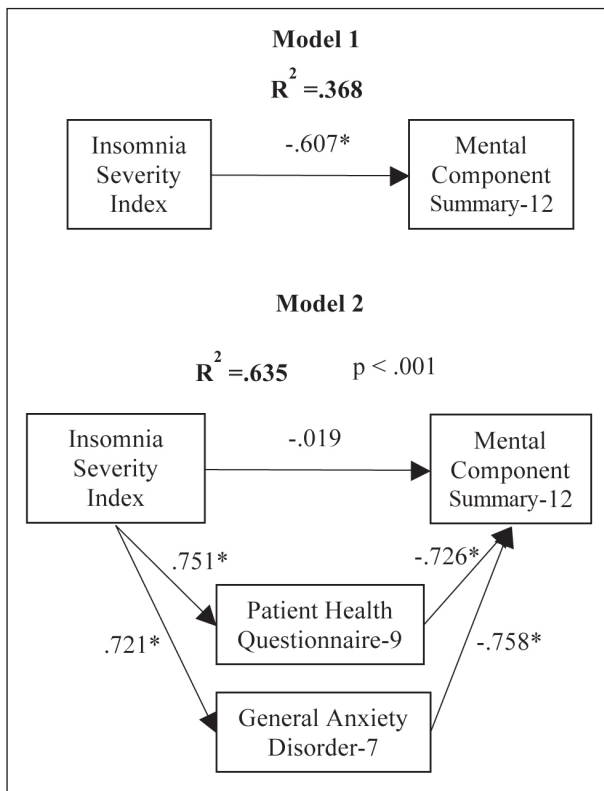 Model 1
R² =.368
Insomnia
Severity
Index
-.607*
Mental
Component
Summary-12
Model 2
R² =.635 p < .001
Insomnia
Severity
Index
-.019
Mental
Component
Summary-12
.751*
-.726*
Patient Health
Questionnaire-9
.721*
-.758*
General Anxiety
Disorder-7